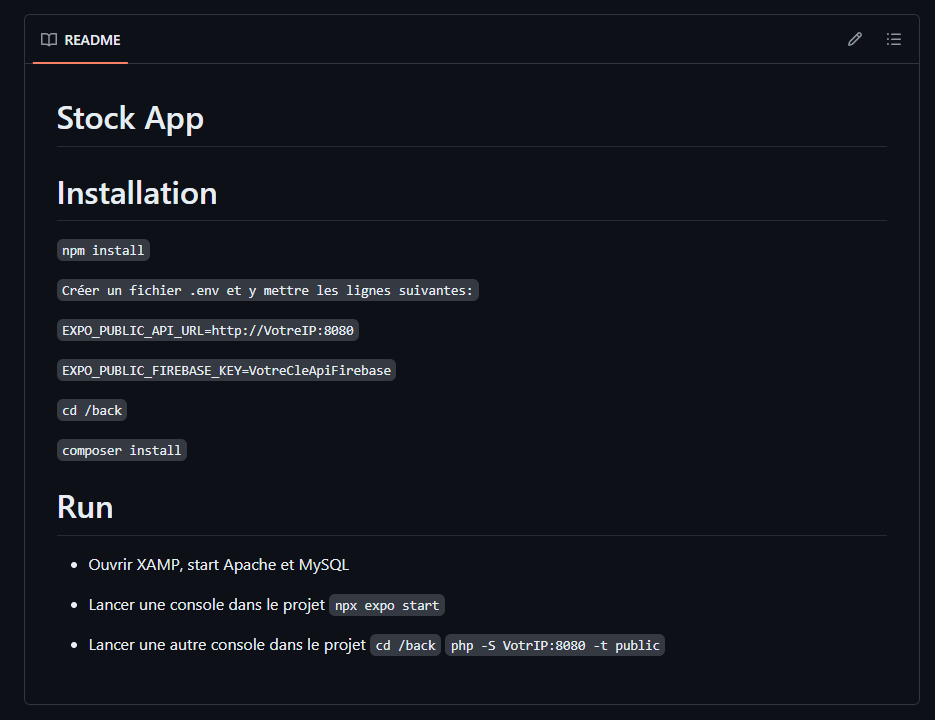 README
Stock App
Installation
npm install
Créer un fichier .env et y mettre les lignes suivantes:
EXPO_PUBLIC_API_URL=http://VotreIP:8080
EXPO_PUBLIC_FIREBASE_KEY=VotreCleApiFirebase
cd /back
composer install
Run
Ouvrir XAMP, start Apache et MySQL
Lancer une console dans le projet npx expo start
Lancer une autre console dans le projet cd /back php -S VotrIP:8080 -t public